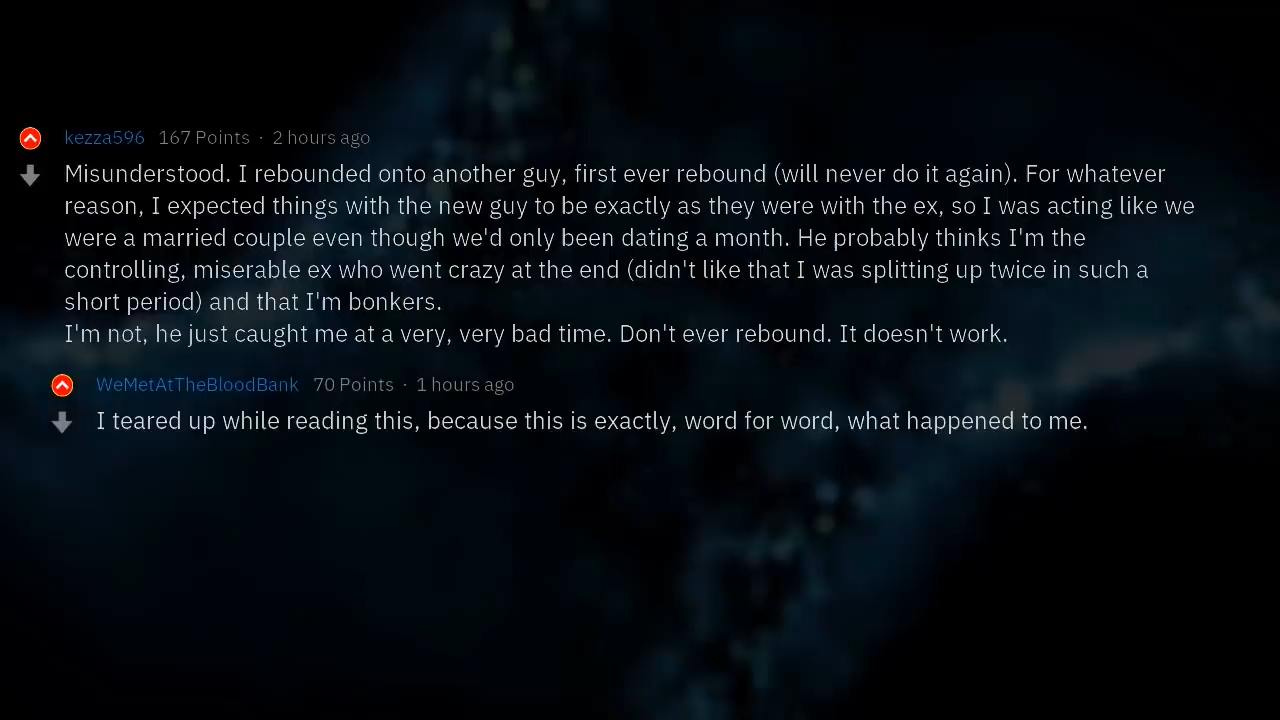 kezza596 167 Points · 2 hours ago
Misunderstood. I rebounded onto another guy, first ever rebound (will never do it again). For whatever
reason, I expected things with the new guy to be exactly as they were with the ex, so I was acting like we
were a married couple even though we'd only been dating a month. He probably thinks I'm the
controlling, miserable ex who went crazy at the end (didn't like that I was splitting up twice in such a
short period) and that I'm bonkers.
I'm not, he just caught me at a very, very bad time. Don't ever rebound. It doesn't work.
WeMetAtTheBloodBank 70 Points · 1 hours ago
I teared up while reading this, because this is exactly, word for word, what happened to me.